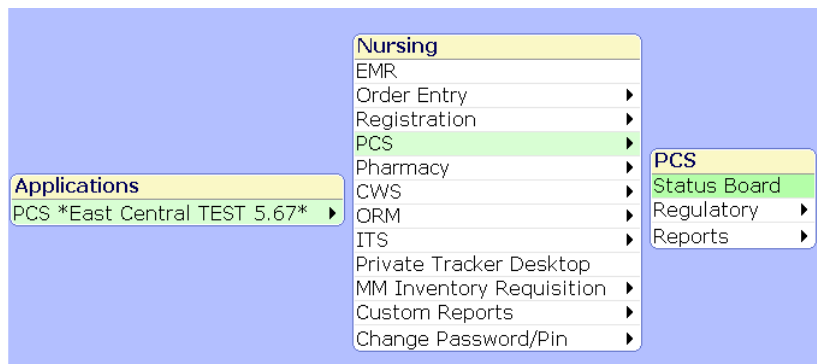 Applications
PCS *East Central TEST 5.67*
Nursing
EMR
Order Entry
Registration
PCS
Pharmacy
CWS
ORM
ITS
Private Tracker Desktop
MM Inventory Requisition
Custom Reports
Change Password/Pin
PCS
Status Board
Regulatory
Reports